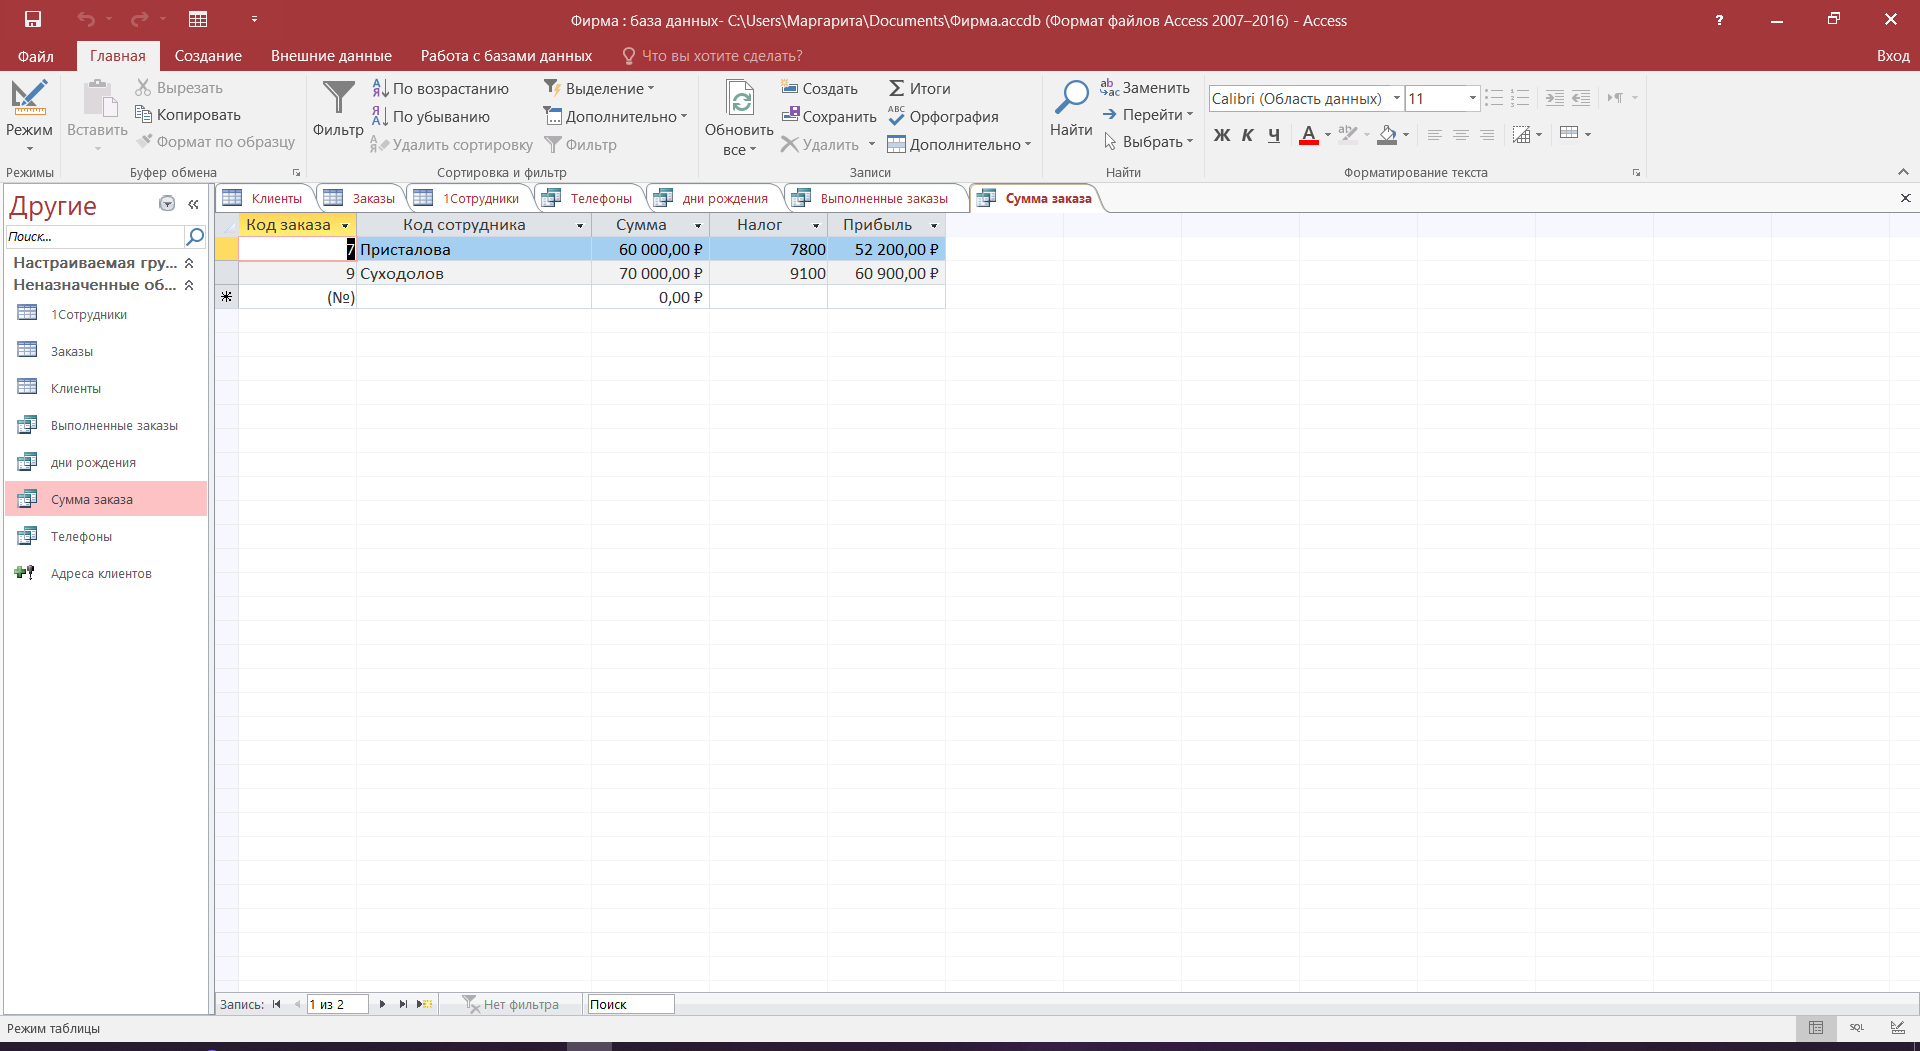 Фирма : база данных- C:\Users\Маргарита\Documents\Фирма.accdb (Формат файлов Access 2007–2016) - Access
?
Файл Главная Создание Внешние данные Работа с базами данных Что вы хотите сделать? Вход
Режим
Режимы
Вставить
Вырезать
Копировать
Формат по образцу
Буфер обмена
Фильтр
По возрастанию
По убыванию
Удалить сортировку
Выделение
Дополнительно
Фильтр
Сортировка и фильтр
Обновить
все
Создать
Сохранить
Удалить
Итоги
Орфография
Дополнительно
Записи
Найти
Заменить
Перейти
Выбрать
Найти
Calibri (Область данных) 11
Ж К Ч А
Форматирование текста
Другие
Поиск...
Настраиваемая гру...
Неназначенные об...
1Сотрудники
Заказы
Клиенты
Выполненные заказы
дни рождения
Сумма заказа
Телефоны
Адреса клиентов
Клиенты Заказы 1Сотрудники Телефоны дни рождения Выполненные заказы Сумма заказа
Код заказа Код сотрудника Сумма Налог Прибыль
7 Присталова 60 000,00 ₽ 7800 52 200,00 ₽
9 Суходолов 70 000,00 ₽ 9100 60 900,00 ₽
(№) 0,00 ₽
Запись: 1 из 2 Нет фильтра Поиск
Режим таблицы
SQL